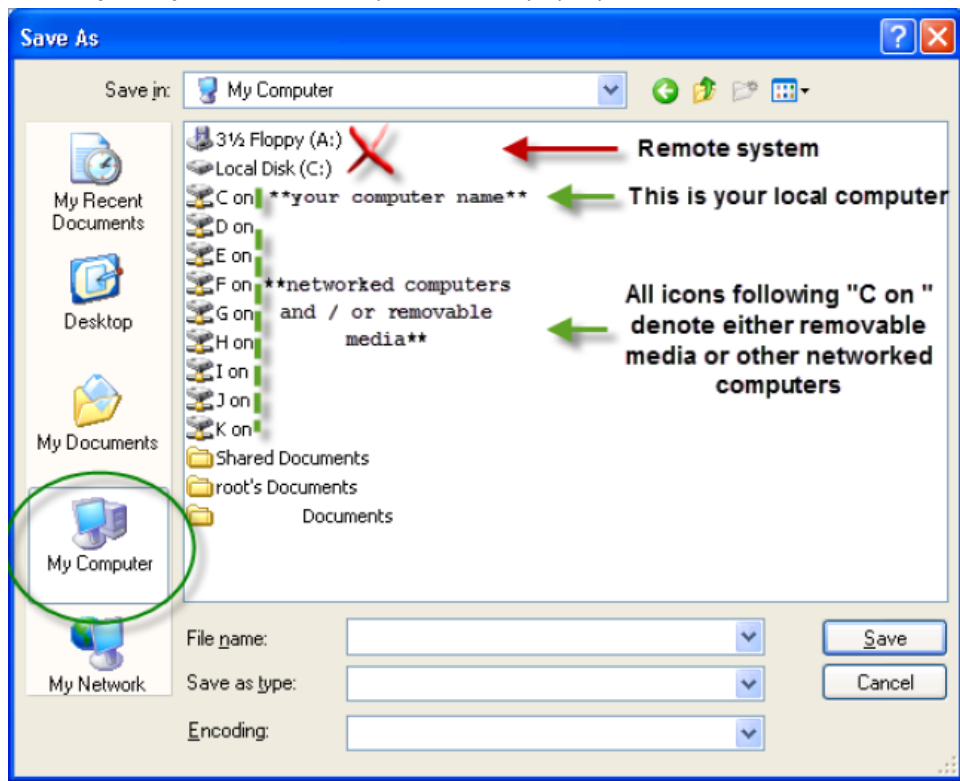 Save As
Save in: My Computer
3½ Floppy (A:)
Remote system
Local Disk (C:)
C on **your computer name**
This is your local computer
D on
E on
F on **networked computers
G on and / or removable
H on media**
I on
J on
K on
All icons following "C on "
denote either removable
media or other networked
computers
Shared Documents
root's Documents
Documents
My Recent
Documents
Desktop
My Documents
My Computer
My Network
File name:
Save
Save as type:
Cancel
Encoding: